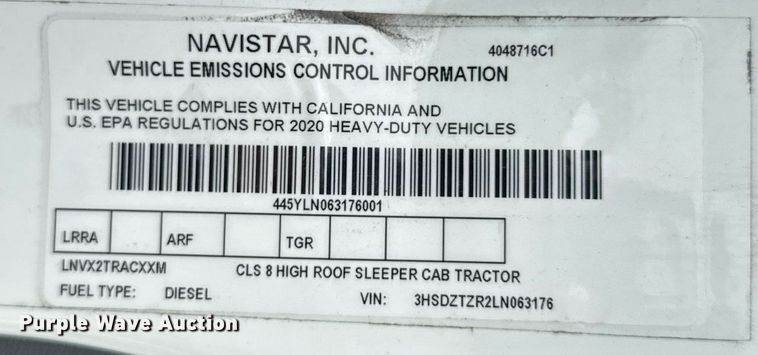 NAVISTAR, INC.
4048716C1
VEHICLE EMISSIONS CONTROL INFORMATION
THIS VEHICLE COMPLIES WITH CALIFORNIA AND
U.S. EPA REGULATIONS FOR 2020 HEAVY-DUTY VEHICLES
445YLN063176001
LRRA ARF TGR
LNVX2TRACXXM CLS 8 HIGH ROOF SLEEPER CAB TRACTOR
FUEL TYPE: DIESEL VIN: 3HSDZTZR2LN063176
Purple Wave Auction